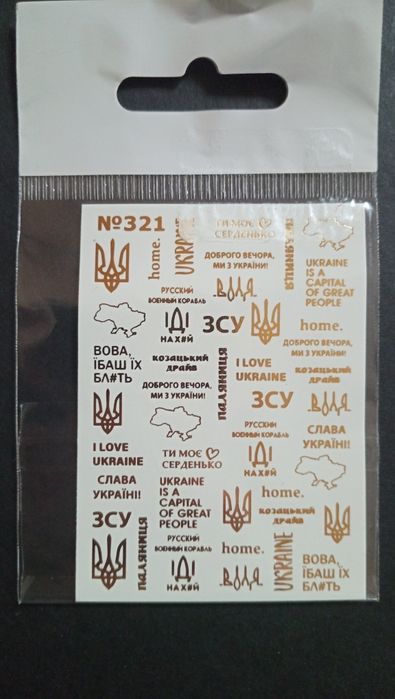 №321
home.
UKRAINE
ТИ МОЄ
СЕРДЕНЬКО
ПАЛЯНИЦЯ
ДОБРОГО ВЕЧОРА,
МИ З УКРАЇНИ!
UKRAINE
IS A
CAPITAL
OF GREAT
PEOPLE
РУССКИЙ
ВОЕННЫЙ КОРАБЛЬ
ІДІ
НАХ#Й
ВОЛЯ
ЗСУ
home.
ДОБРОГО ВЕЧОРА,
МИ З УКРАЇНИ!
ВОВА,
ЇБАШ ЇХ
БЛ#ТЬ
козацький
драйв
ПАЛЯНИЦЯ
I LOVE
UKRAINE
козацький
драйв
ДОБРОГО ВЕЧОРА,
МИ З УКРАЇНИ!
ЗСУ
ВОЛЯ
I LOVE
UKRAINE
ТИ МОЄ
СЕРДЕНЬКО
РУССКИЙ
ВОЕННЫЙ КОРАБЛЬ
ІДІ
НАХ#Й
СЛАВА
УКРАЇНІ!
СЛАВА
УКРАЇНІ!
UKRAINE
IS A
CAPITAL
OF GREAT
PEOPLE
home.
козацький
драйв
ЗСУ
ПАЛЯНИЦЯ
РУССКИЙ
ВОЕННЫЙ КОРАБЛЬ
ІДІ
НАХ#Й
home.
ВОЛЯ
UKRAINE
ВОВА,
ЇБАШ ЇХ
БЛ#ТЬ